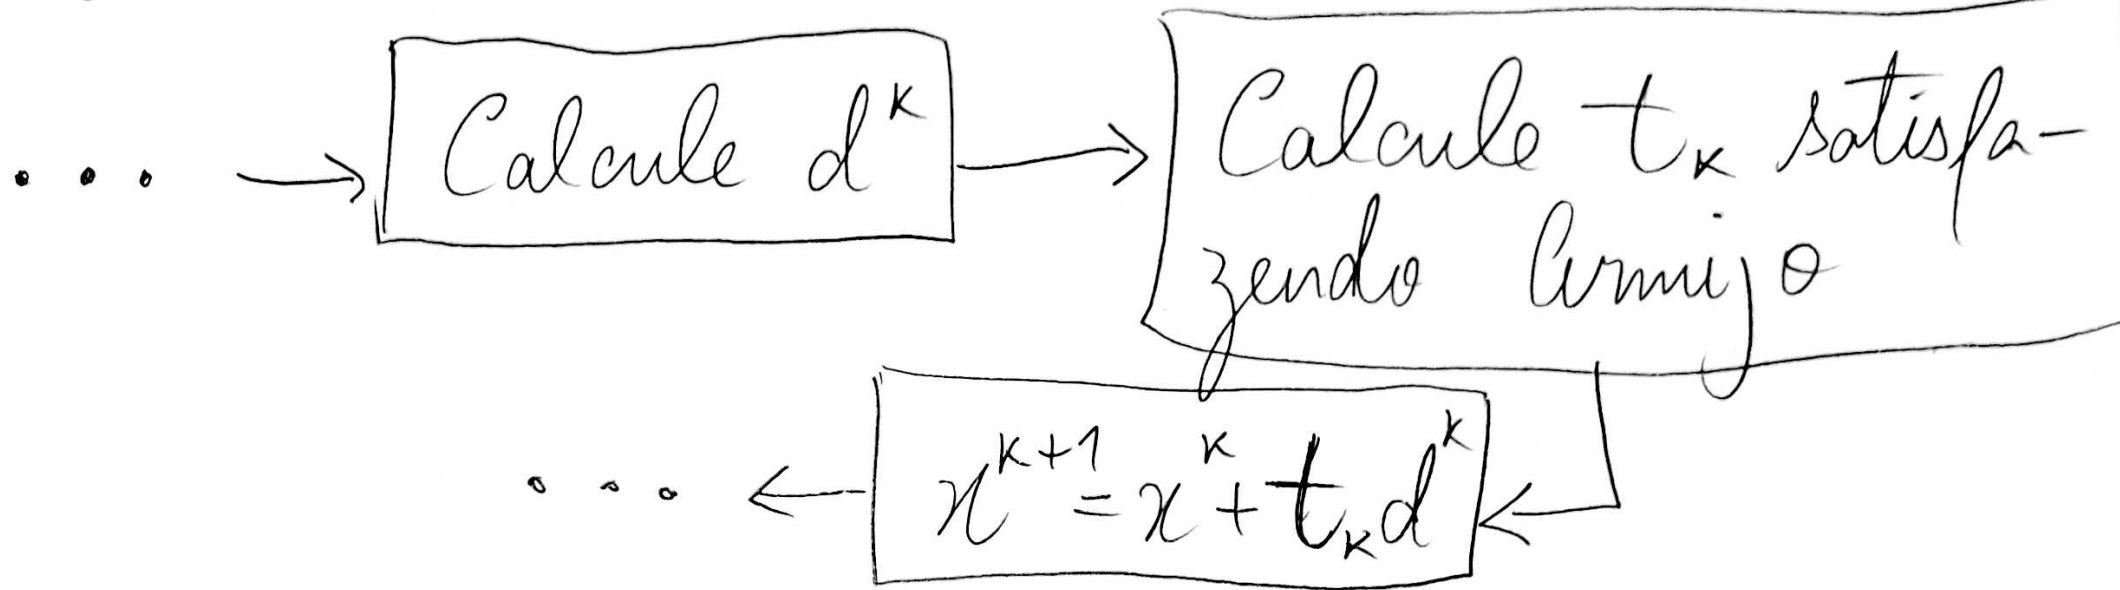 ... → Calcule d^k → Calcule t_k satisfa-
zendo Armijo
... ← x^{k+1} = x^k + t_k d^k ←